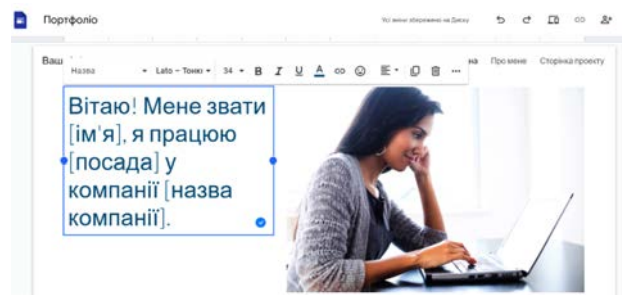 Портфоліо
Усі зміни збережено на Диску
Ваш
на Про мене Сторінка проекту
Назва Lato – Тонкі 34 B I U A
Вітаю! Мене звати
[ім'я], я працюю
[посада] у
компанії [назва
компанії].